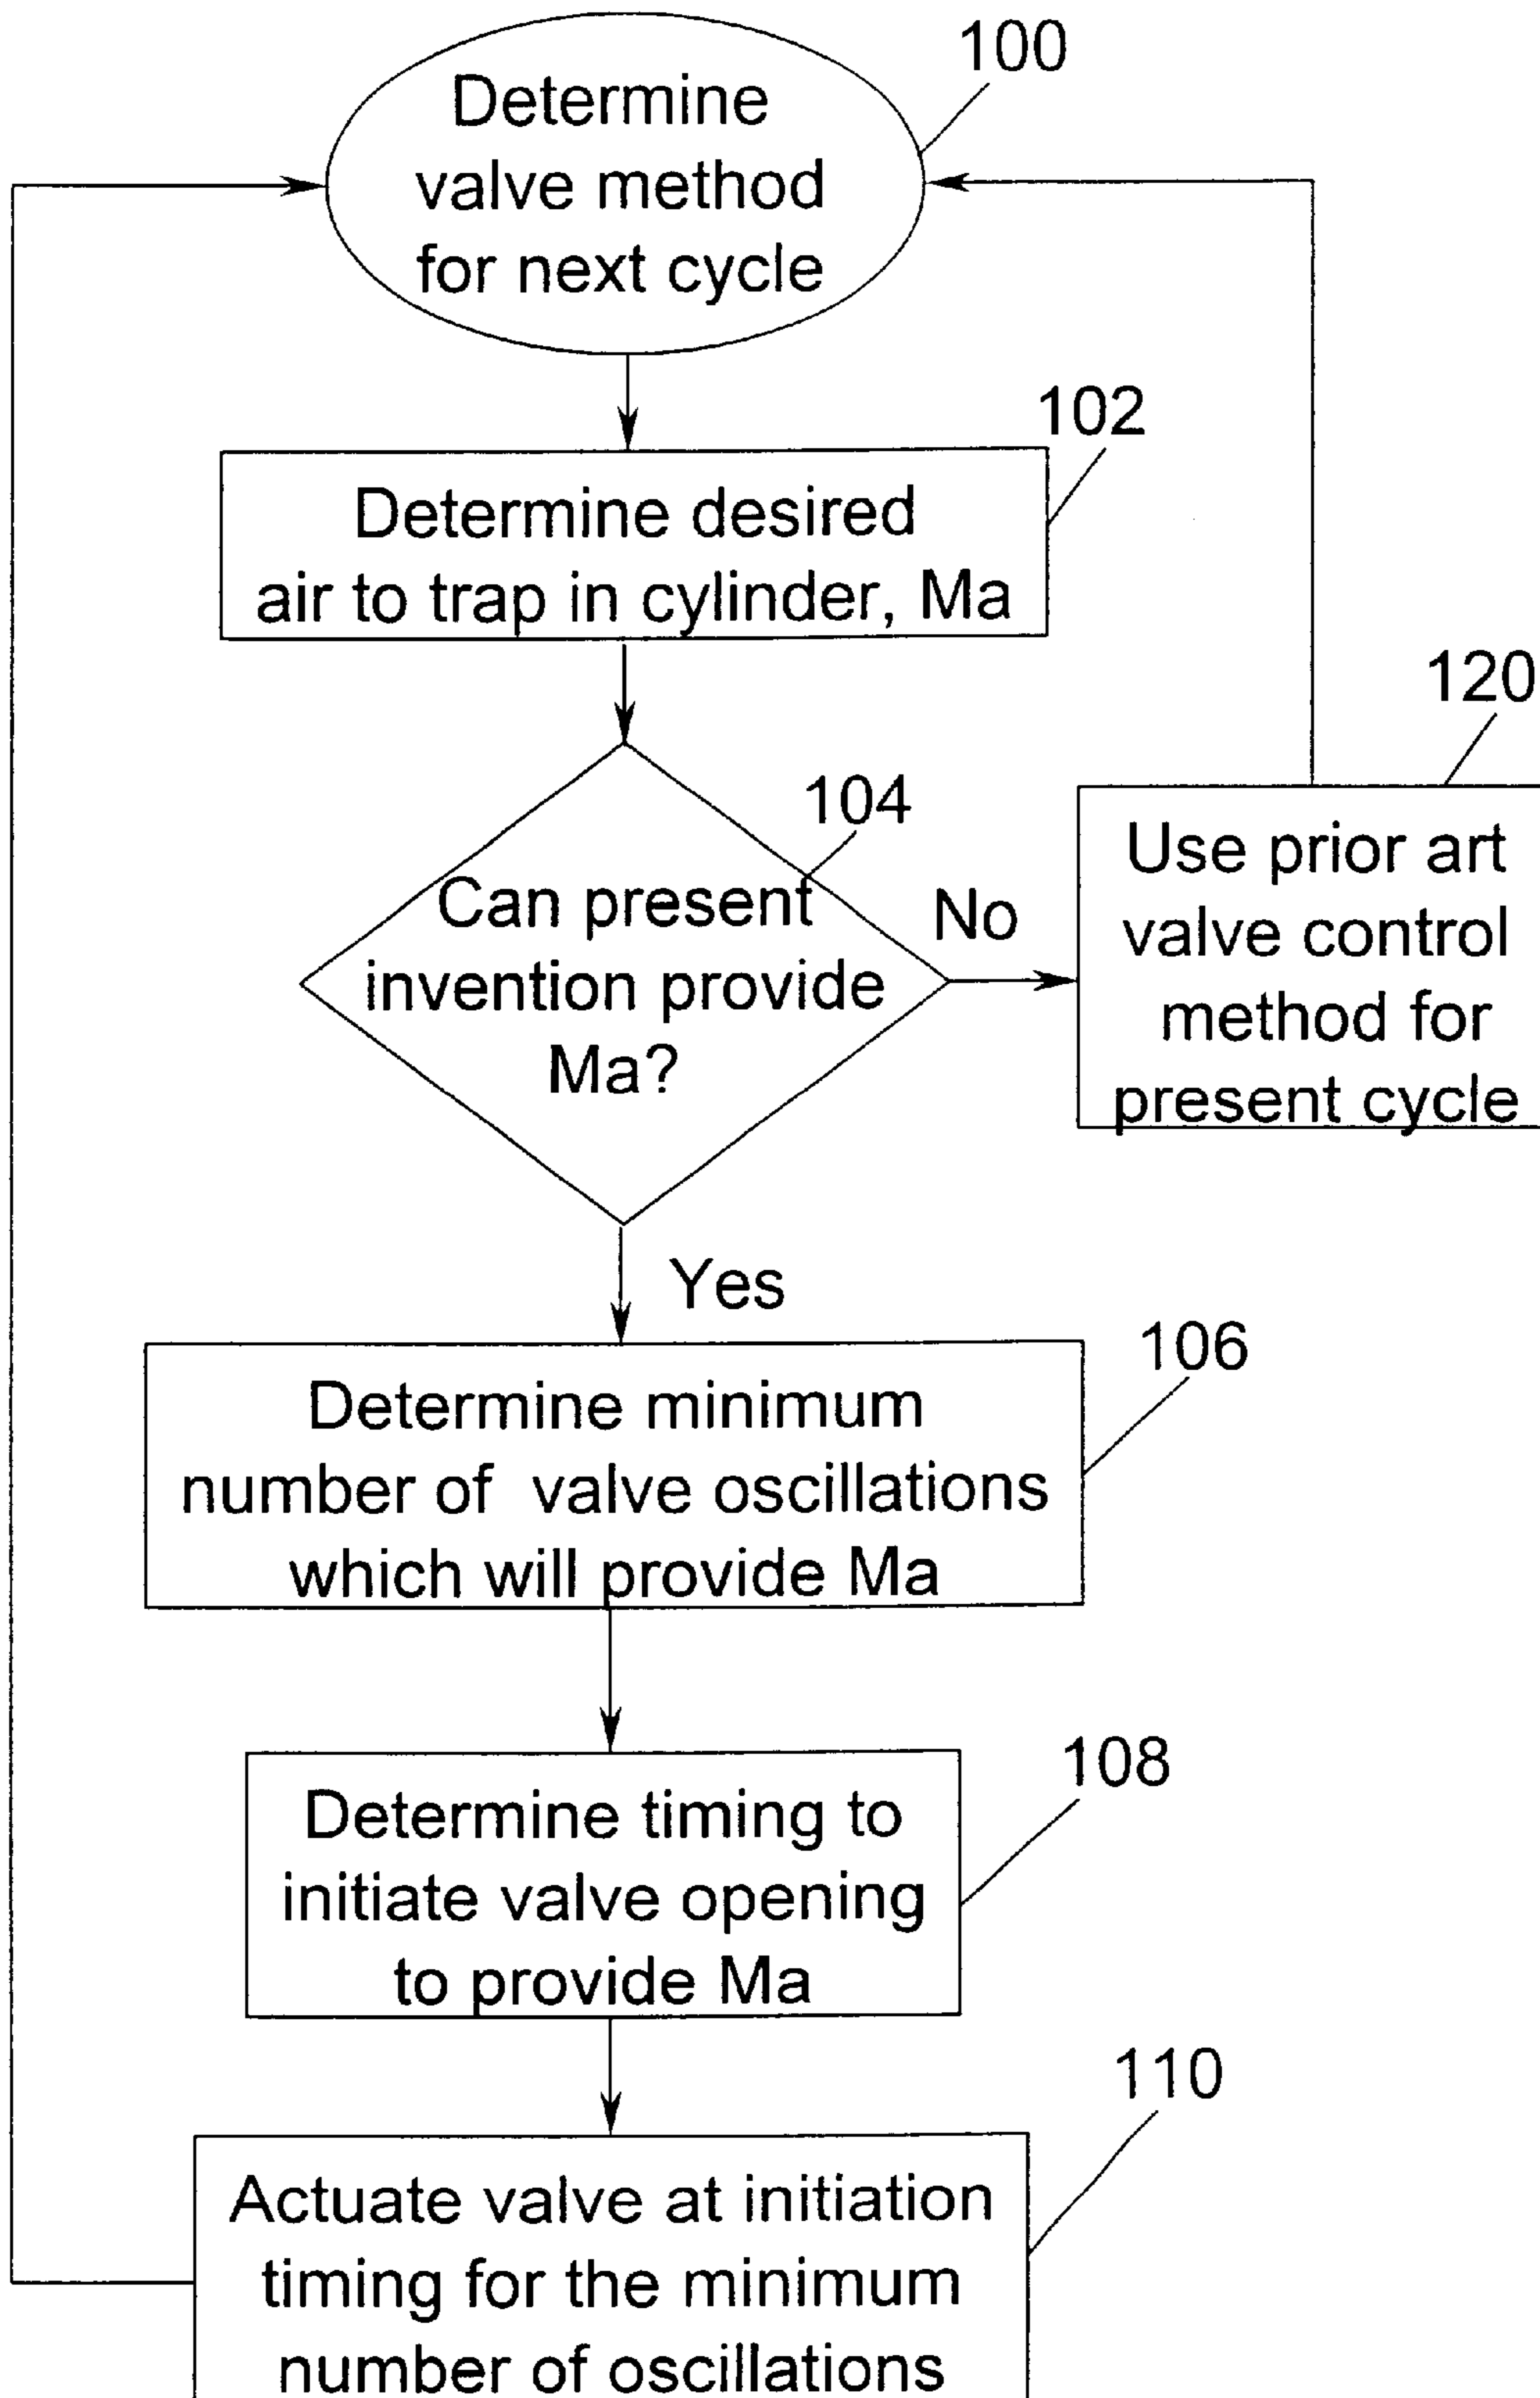 100
Determine
valve method
for next cycle
102
Determine desired
air to trap in cylinder, Ma
104
Can present
invention provide
Ma?
No
120
Use prior art
valve control
method for
present cycle
Yes
106
Determine minimum
number of valve oscillations
which will provide Ma
108
Determine timing to
initiate valve opening
to provide Ma
110
Actuate valve at initiation
timing for the minimum
number of oscillations